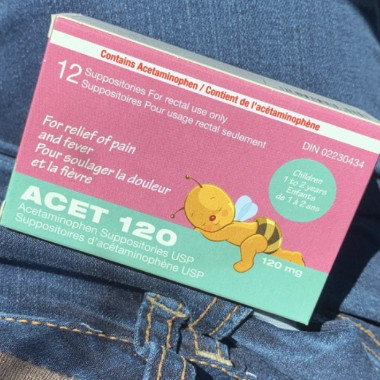 Contains Acetaminophen / Contient de l'acétaminophène
12 Suppositories For rectal use only
Suppositoires Pour usage rectal seulement
DIN 02230434
For relief of pain
and fever
Pour soulager la douleur
et la fièvre
Children
1 to 2 years
Enfants
de 1 à 2 ans
ACET 120
Acetaminophen Suppositories USP
Suppositoires d'acétaminophène USP
120 mg